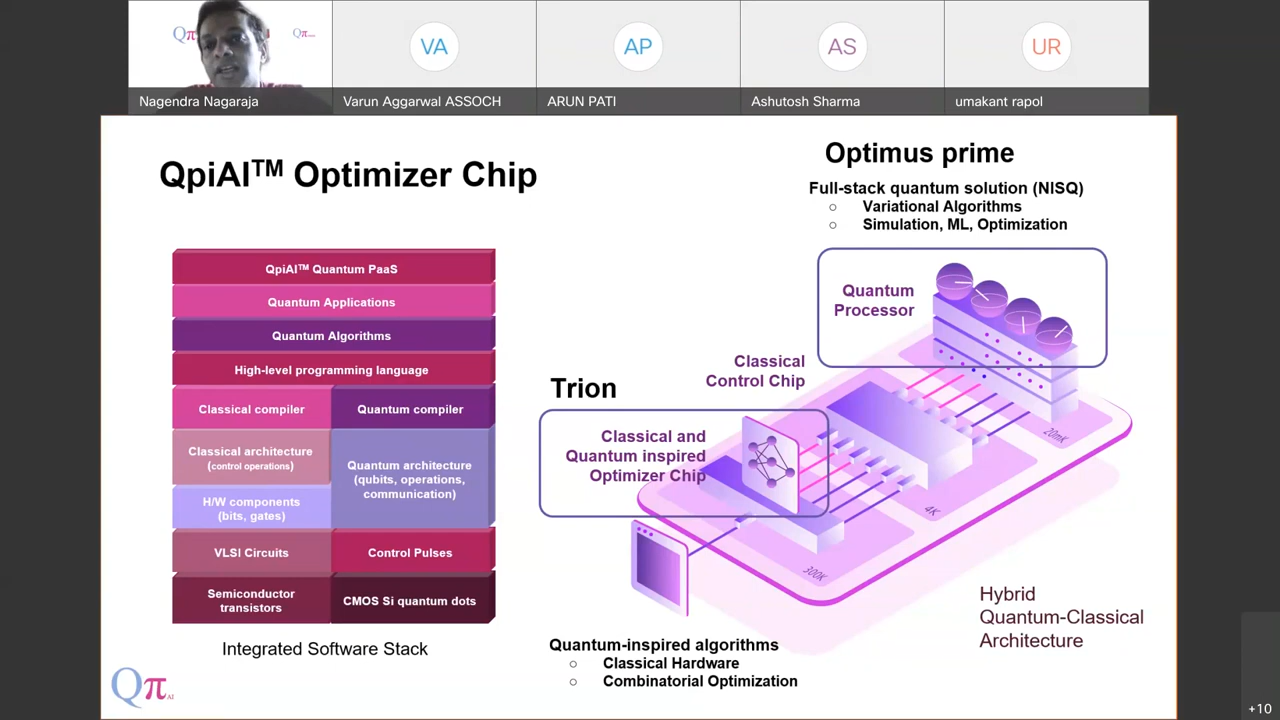 Qπ
VA
AP
AS
UR
Nagendra Nagaraja
Varun Aggarwal ASSOCH
ARUN PATI
Ashutosh Sharma
umakant rapol
QpiAI™ Optimizer Chip
Optimus prime
Full-stack quantum solution (NISQ)
○ Variational Algorithms
○ Simulation, ML, Optimization
QpiAI™ Quantum PaaS
Quantum Applications
Quantum Algorithms
High-level programming language
Classical compiler
Quantum compiler
Classical architecture
(control operations)
Quantum architecture
(qubits, operations,
communication)
H/W components
(bits, gates)
VLSI Circuits
Control Pulses
Semiconductor
transistors
CMOS Si quantum dots
Integrated Software Stack
Quantum
Processor
Classical
Control Chip
Trion
Classical and
Quantum inspired
Optimizer Chip
20mK
4K
300K
Hybrid
Quantum-Classical
Architecture
Quantum-inspired algorithms
○ Classical Hardware
○ Combinatorial Optimization
Qπ AI
+10